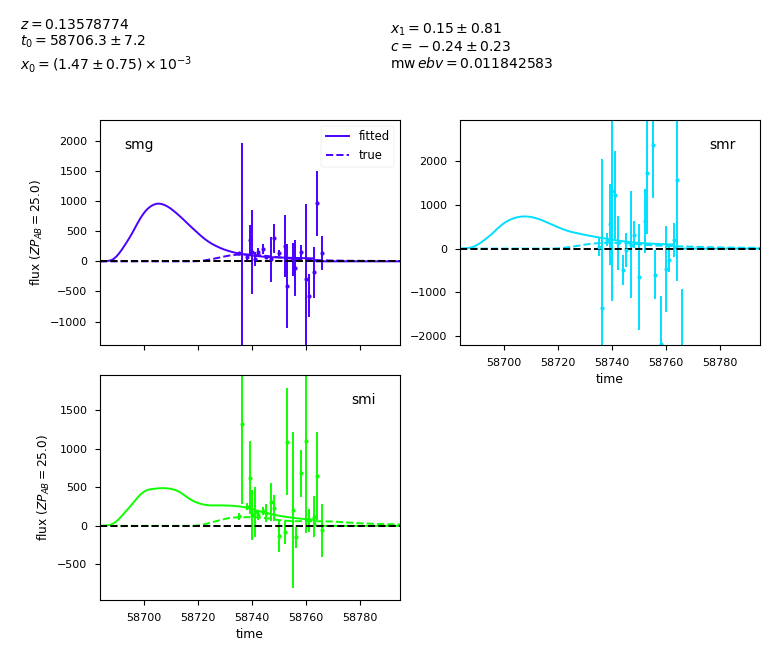 z = 0.13578774
t₀ = 58706.3 ± 7.2
x₀ = (1.47 ± 0.75) × 10⁻³
x₁ = 0.15 ± 0.81
c = −0.24 ± 0.23
mw ebv = 0.011842583
smg
fitted
true
2000
1500
1000
500
0
−500
−1000
flux (ZP_AB = 25.0)
smr
2000
1000
0
−1000
−2000
58700 58720 58740 58760 58780
time
smi
1500
1000
500
0
−500
flux (ZP_AB = 25.0)
58700 58720 58740 58760 58780
time